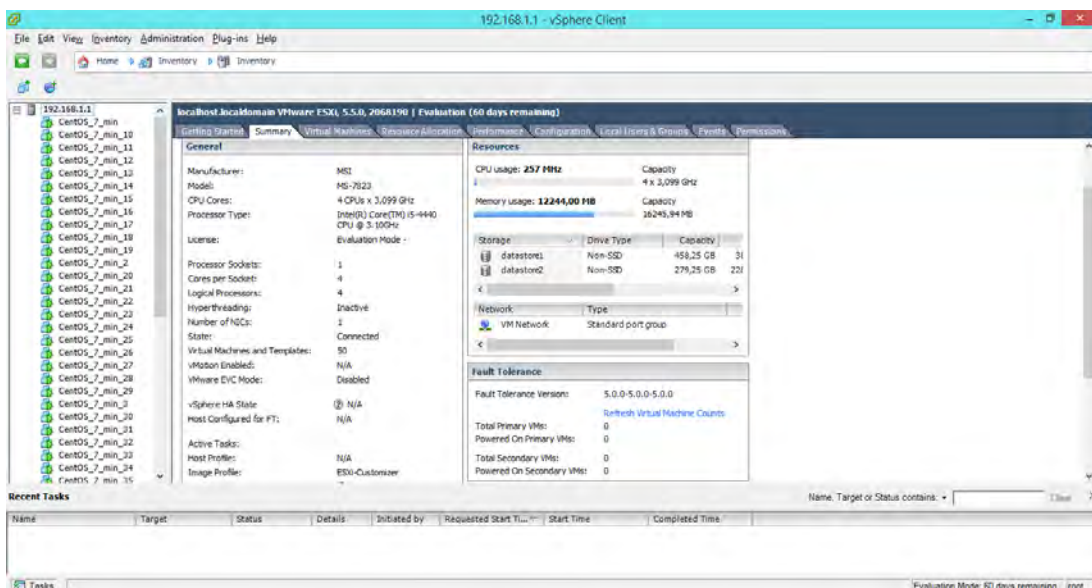 192.168.1.1 - vSphere Client
File Edit View Inventory Administration Plug-ins Help
Home Inventory Inventory
192.168.1.1
CentOS_7_min
CentOS_7_min_10
CentOS_7_min_11
CentOS_7_min_12
CentOS_7_min_13
CentOS_7_min_14
CentOS_7_min_15
CentOS_7_min_16
CentOS_7_min_17
CentOS_7_min_18
CentOS_7_min_19
CentOS_7_min_2
CentOS_7_min_20
CentOS_7_min_21
CentOS_7_min_22
CentOS_7_min_23
CentOS_7_min_24
CentOS_7_min_25
CentOS_7_min_26
CentOS_7_min_27
CentOS_7_min_28
CentOS_7_min_29
CentOS_7_min_3
CentOS_7_min_30
CentOS_7_min_31
CentOS_7_min_32
CentOS_7_min_33
CentOS_7_min_34
CentOS_7_min_35
localhost.localdomain VMware ESXi, 5.5.0, 2068190 | Evaluation (60 days remaining)
Getting Started Summary Virtual Machines Resource Allocation Performance Configuration Local Users & Groups Events Permissions
General
Manufacturer: MSI
Model: MS-7823
CPU Cores: 4 CPUs x 3,099 GHz
Processor Type: Intel(R) Core(TM) i5-4440
CPU @ 3.10GHz
License: Evaluation Mode -
Processor Sockets: 1
Cores per Socket: 4
Logical Processors: 4
Hyperthreading: Inactive
Number of NICs: 1
State: Connected
Virtual Machines and Templates: 50
vMotion Enabled: N/A
VMware EVC Mode: Disabled
vSphere HA State N/A
Host Configured for FT: N/A
Active Tasks:
Host Profile: N/A
Image Profile: ESXi-Customizer
Resources
CPU usage: 257 MHz Capacity
4 x 3,099 GHz
Memory usage: 12244,00 MB Capacity
16245,94 MB
Storage Drive Type Capacity
datastore1 Non-SSD 458,25 GB
datastore2 Non-SSD 279,25 GB
Network Type
VM Network Standard port group
Fault Tolerance
Fault Tolerance Version: 5.0.0-5.0.0-5.0.0
Refresh Virtual Machine Counts
Total Primary VMs: 0
Powered On Primary VMs: 0
Total Secondary VMs: 0
Powered On Secondary VMs: 0
Recent Tasks
Name, Target or Status contains: Clear
Name Target Status Details Initiated by Requested Start Ti... Start Time Completed Time
Tasks
Evaluation Mode: 60 days remaining root